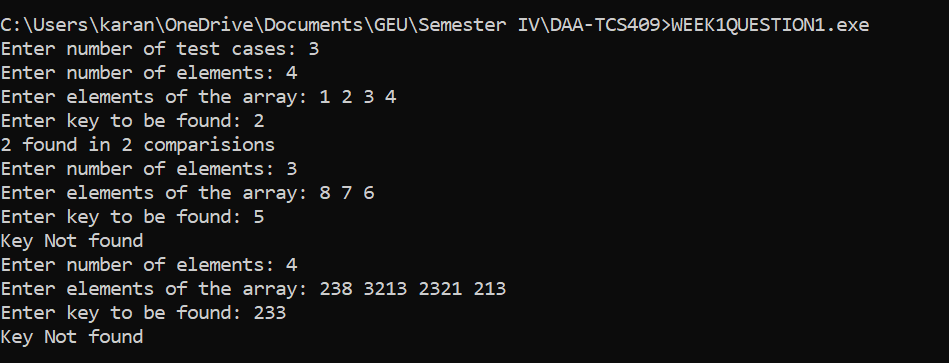 C:\Users\karan\OneDrive\Documents\GEU\Semester IV\DAA-TCS409>WEEK1QUESTION1.exe
Enter number of test cases: 3
Enter number of elements: 4
Enter elements of the array: 1 2 3 4
Enter key to be found: 2
2 found in 2 comparisions
Enter number of elements: 3
Enter elements of the array: 8 7 6
Enter key to be found: 5
Key Not found
Enter number of elements: 4
Enter elements of the array: 238 3213 2321 213
Enter key to be found: 233
Key Not found